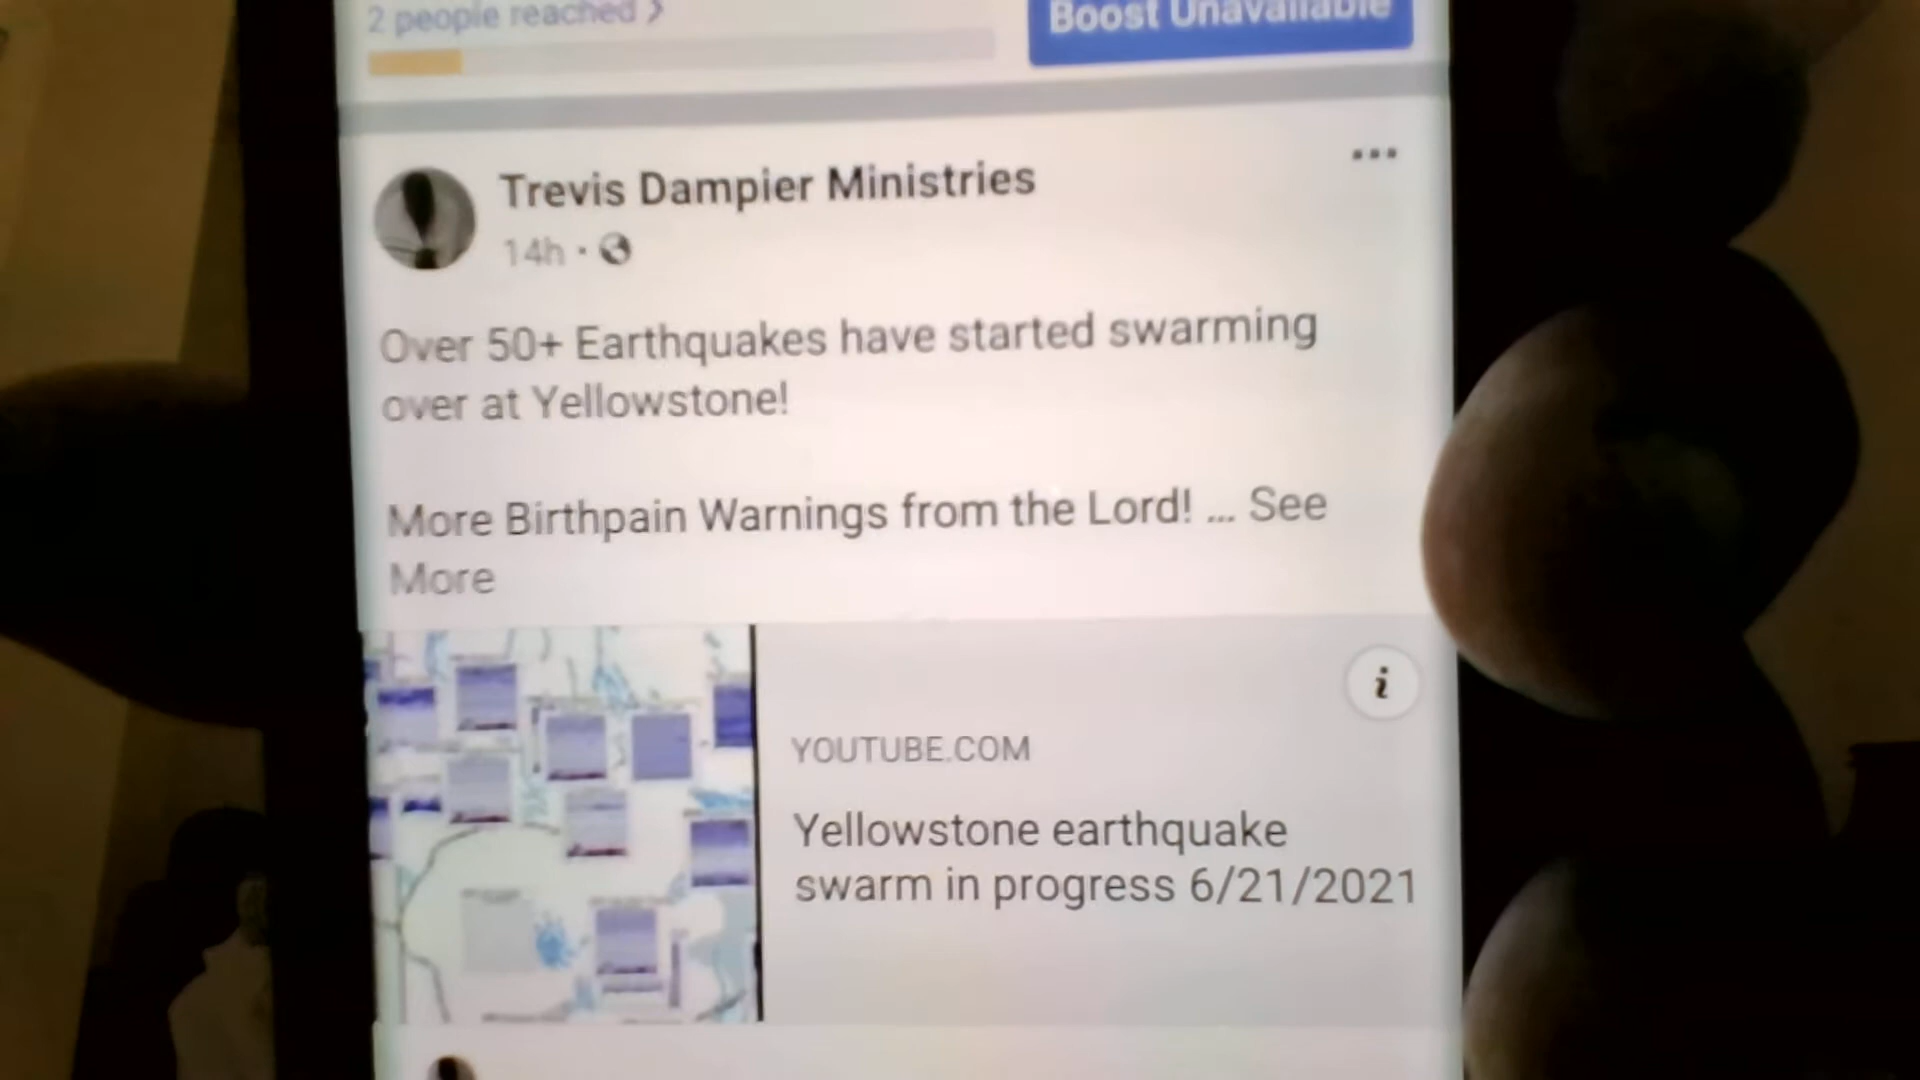 2 people reached >
Boost Unavailable
Trevis Dampier Ministries
14h ·
Over 50+ Earthquakes have started swarming
over at Yellowstone!
More Birthpain Warnings from the Lord! ... See
More
i
YOUTUBE.COM
Yellowstone earthquake
swarm in progress 6/21/2021